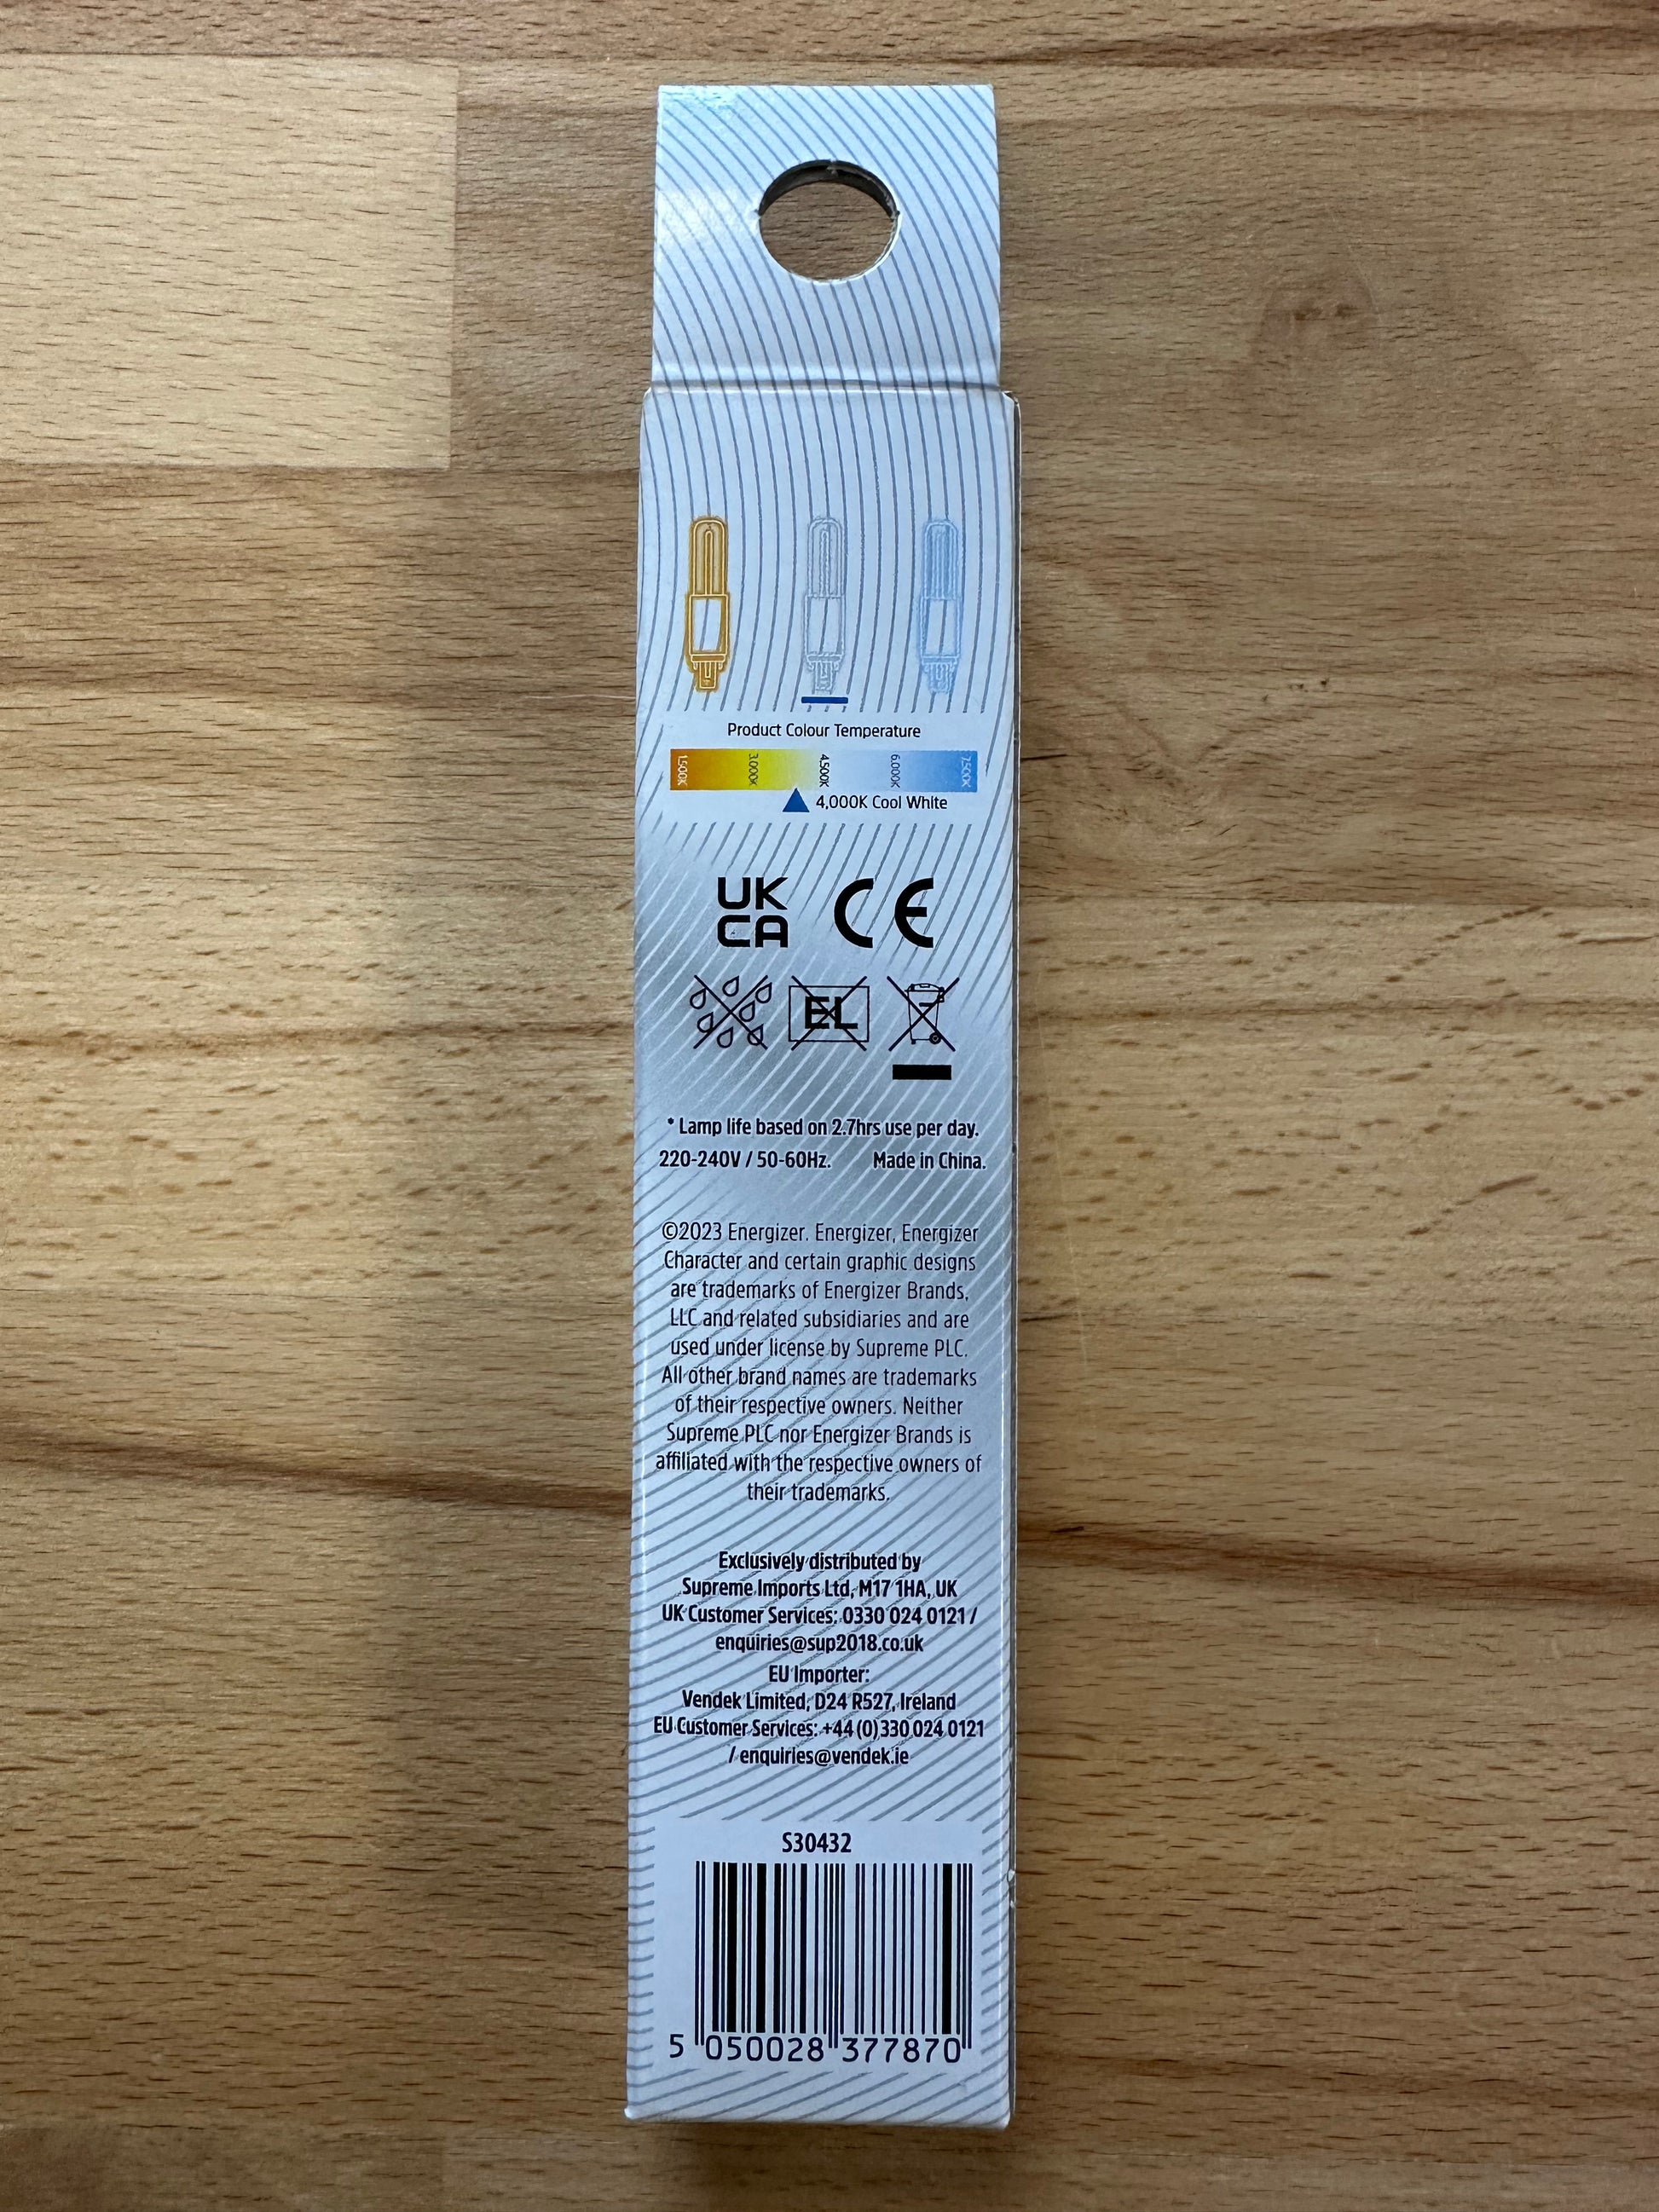 Product Colour Temperature
1,500K 3,000K 4,500K 6,000K 7,500K
4,000K Cool White
UK
CA CE
EL
* Lamp life based on 2.7hrs use per day.
220-240V / 50-60Hz. Made in China.
©2023 Energizer. Energizer, Energizer
Character and certain graphic designs
are trademarks of Energizer Brands,
LLC and related subsidiaries and are
used under license by Supreme PLC.
All other brand names are trademarks
of their respective owners. Neither
Supreme PLC nor Energizer Brands is
affiliated with the respective owners of
their trademarks.
Exclusively distributed by
Supreme Imports Ltd, M17 1HA, UK
UK Customer Services: 0330 024 0121 /
enquiries@sup2018.co.uk
EU Importer:
Vendek Limited, D24 R527, Ireland
EU Customer Services: +44 (0) 330 024 0121
/ enquiries@vendek.ie
S30432
5 050028 377870